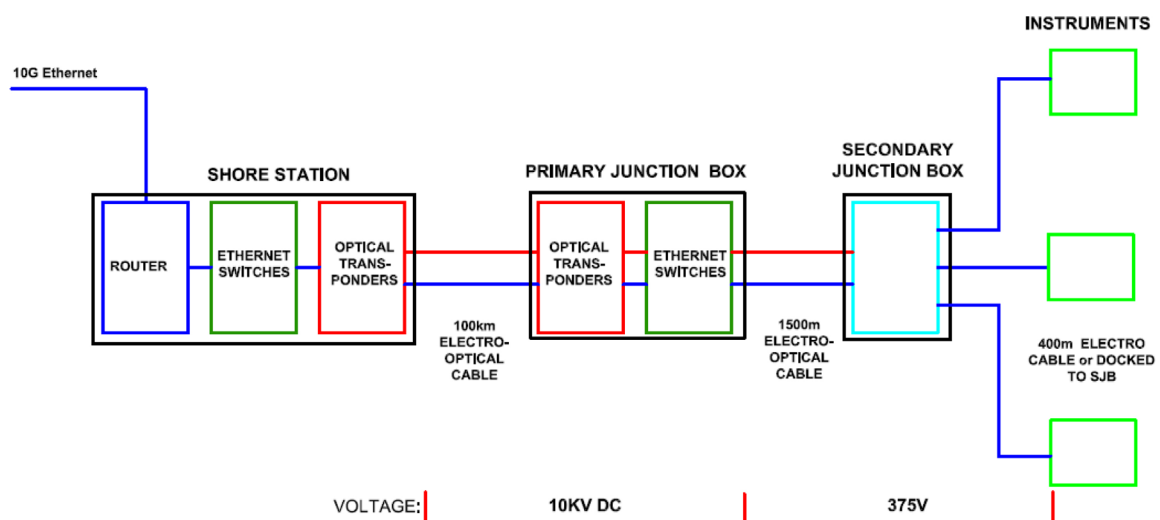 INSTRUMENTS
10G Ethernet
SHORE STATION
PRIMARY JUNCTION BOX
SECONDARY
JUNCTION BOX
ROUTER
ETHERNET
SWITCHES
OPTICAL
TRANS-
PONDERS
OPTICAL
TRANS-
PONDERS
ETHERNET
SWITCHES
100km
ELECTRO-
OPTICAL
CABLE
1500m
ELECTRO-
OPTICAL
CABLE
400m ELECTRO
CABLE or DOCKED
TO SJB
VOLTAGE:
10KV DC
375V